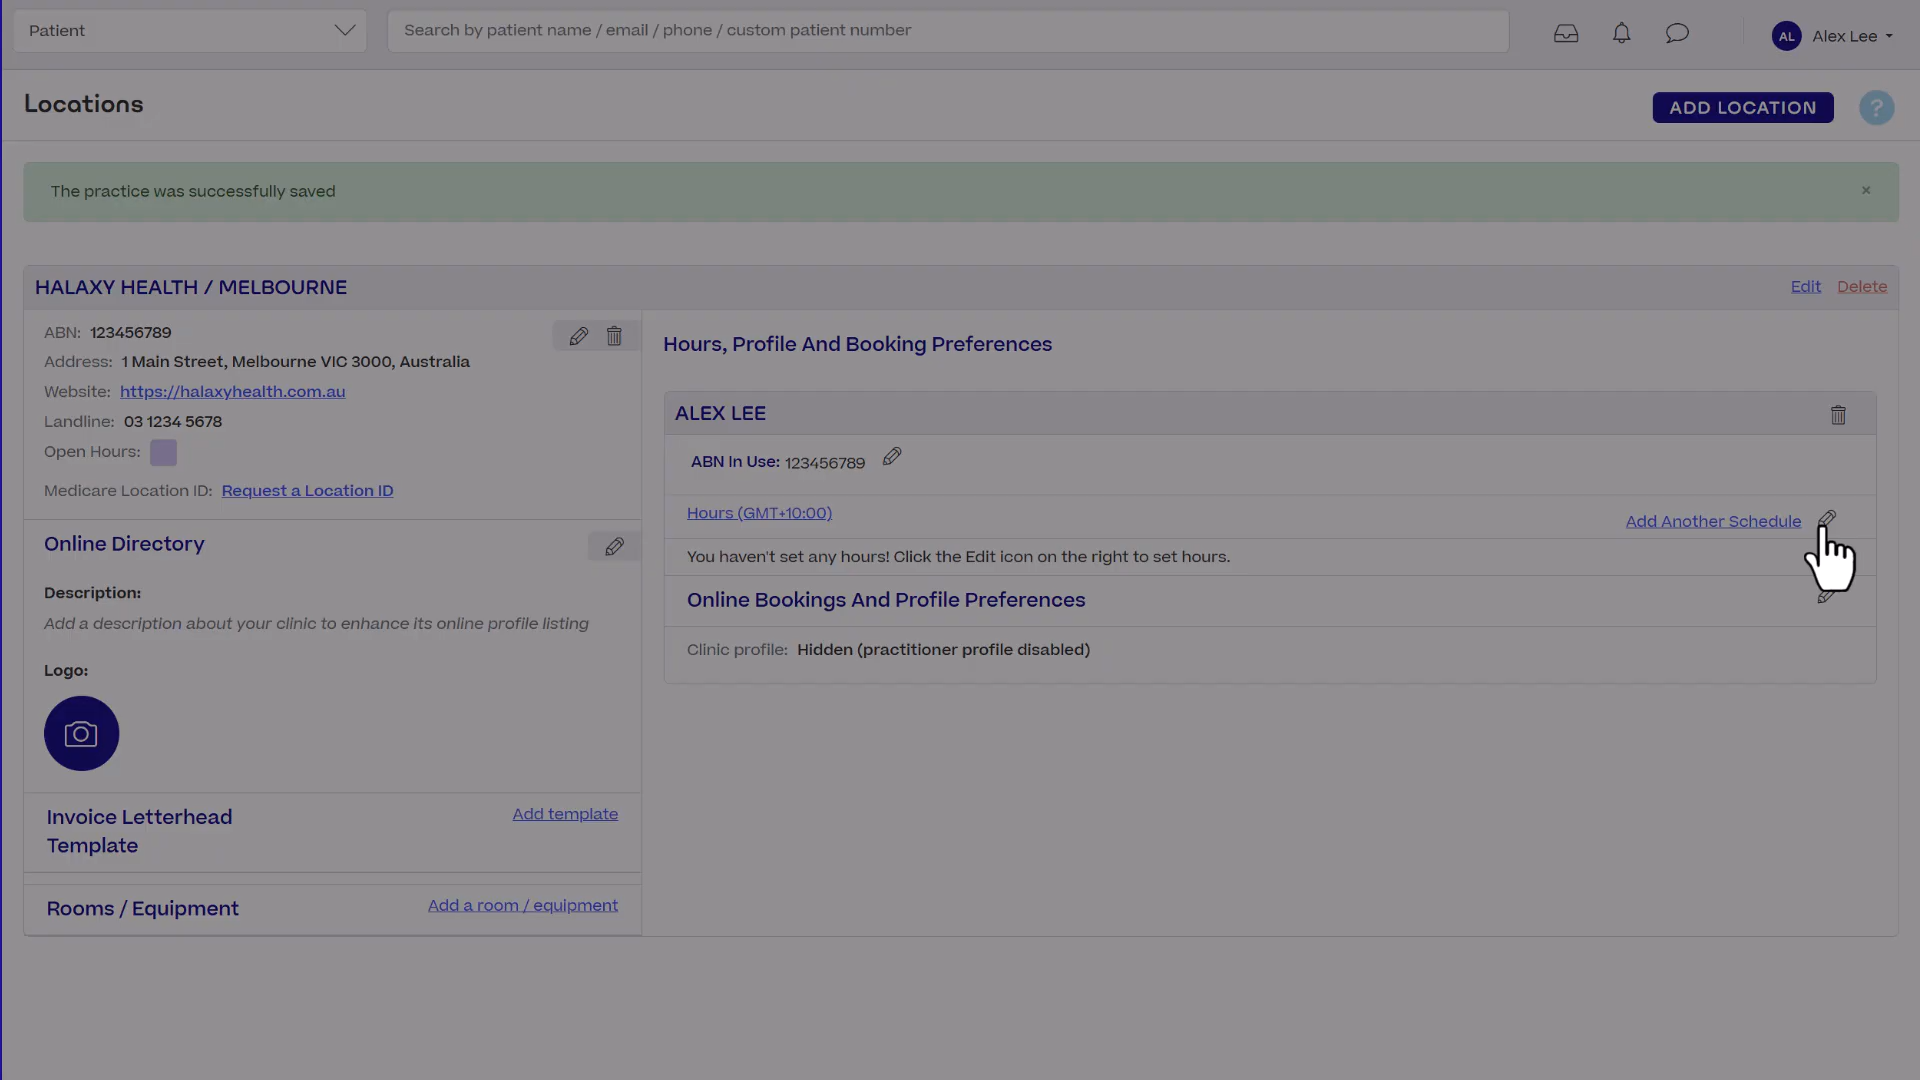 Patient
Search by patient name / email / phone / custom patient number
AL
Alex Lee
Locations
ADD LOCATION
?
The practice was successfully saved
×
HALAXY HEALTH / MELBOURNE
Edit
Delete
ABN: 123456789
Address: 1 Main Street, Melbourne VIC 3000, Australia
Website: https://halaxyhealth.com.au
Landline: 03 1234 5678
Open Hours:
Medicare Location ID: Request a Location ID
Online Directory
Description:
Add a description about your clinic to enhance its online profile listing
Logo:
Invoice Letterhead
Template
Add template
Rooms / Equipment
Add a room / equipment
Hours, Profile And Booking Preferences
ALEX LEE
ABN In Use: 123456789
Hours (GMT+10:00)
Add Another Schedule
You haven't set any hours! Click the Edit icon on the right to set hours.
Online Bookings And Profile Preferences
Clinic profile: Hidden (practitioner profile disabled)